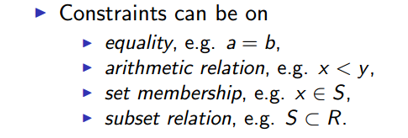 ▶ Constraints can be on
▶ equality, e.g. a = b,
▶ arithmetic relation, e.g. x < y,
▶ set membership, e.g. x ∈ S,
▶ subset relation, e.g. S ⊂ R.